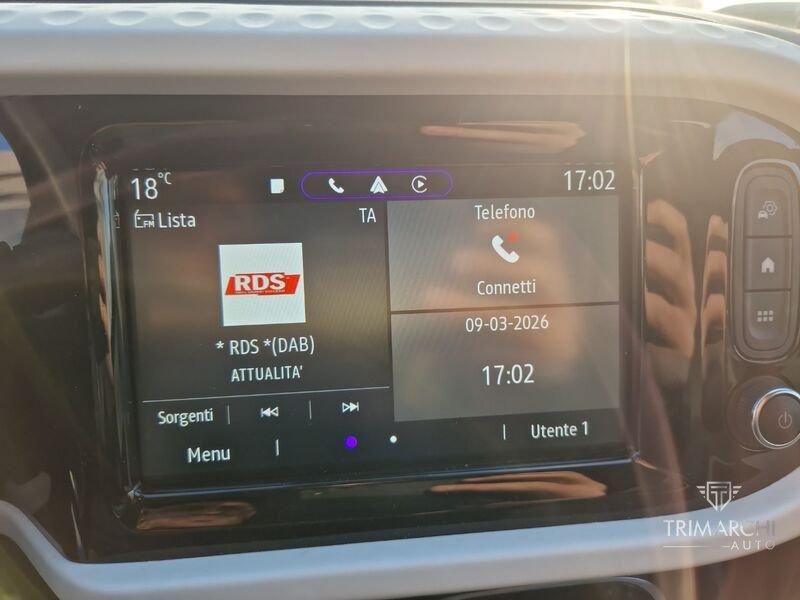 18°C
17:02
FM Lista
TA
RDS
* RDS *(DAB)
ATTUALITA'
Sorgenti
Menu
Telefono
Connetti
09-03-2026
17:02
Utente 1
TRIMARCHI
AUTO